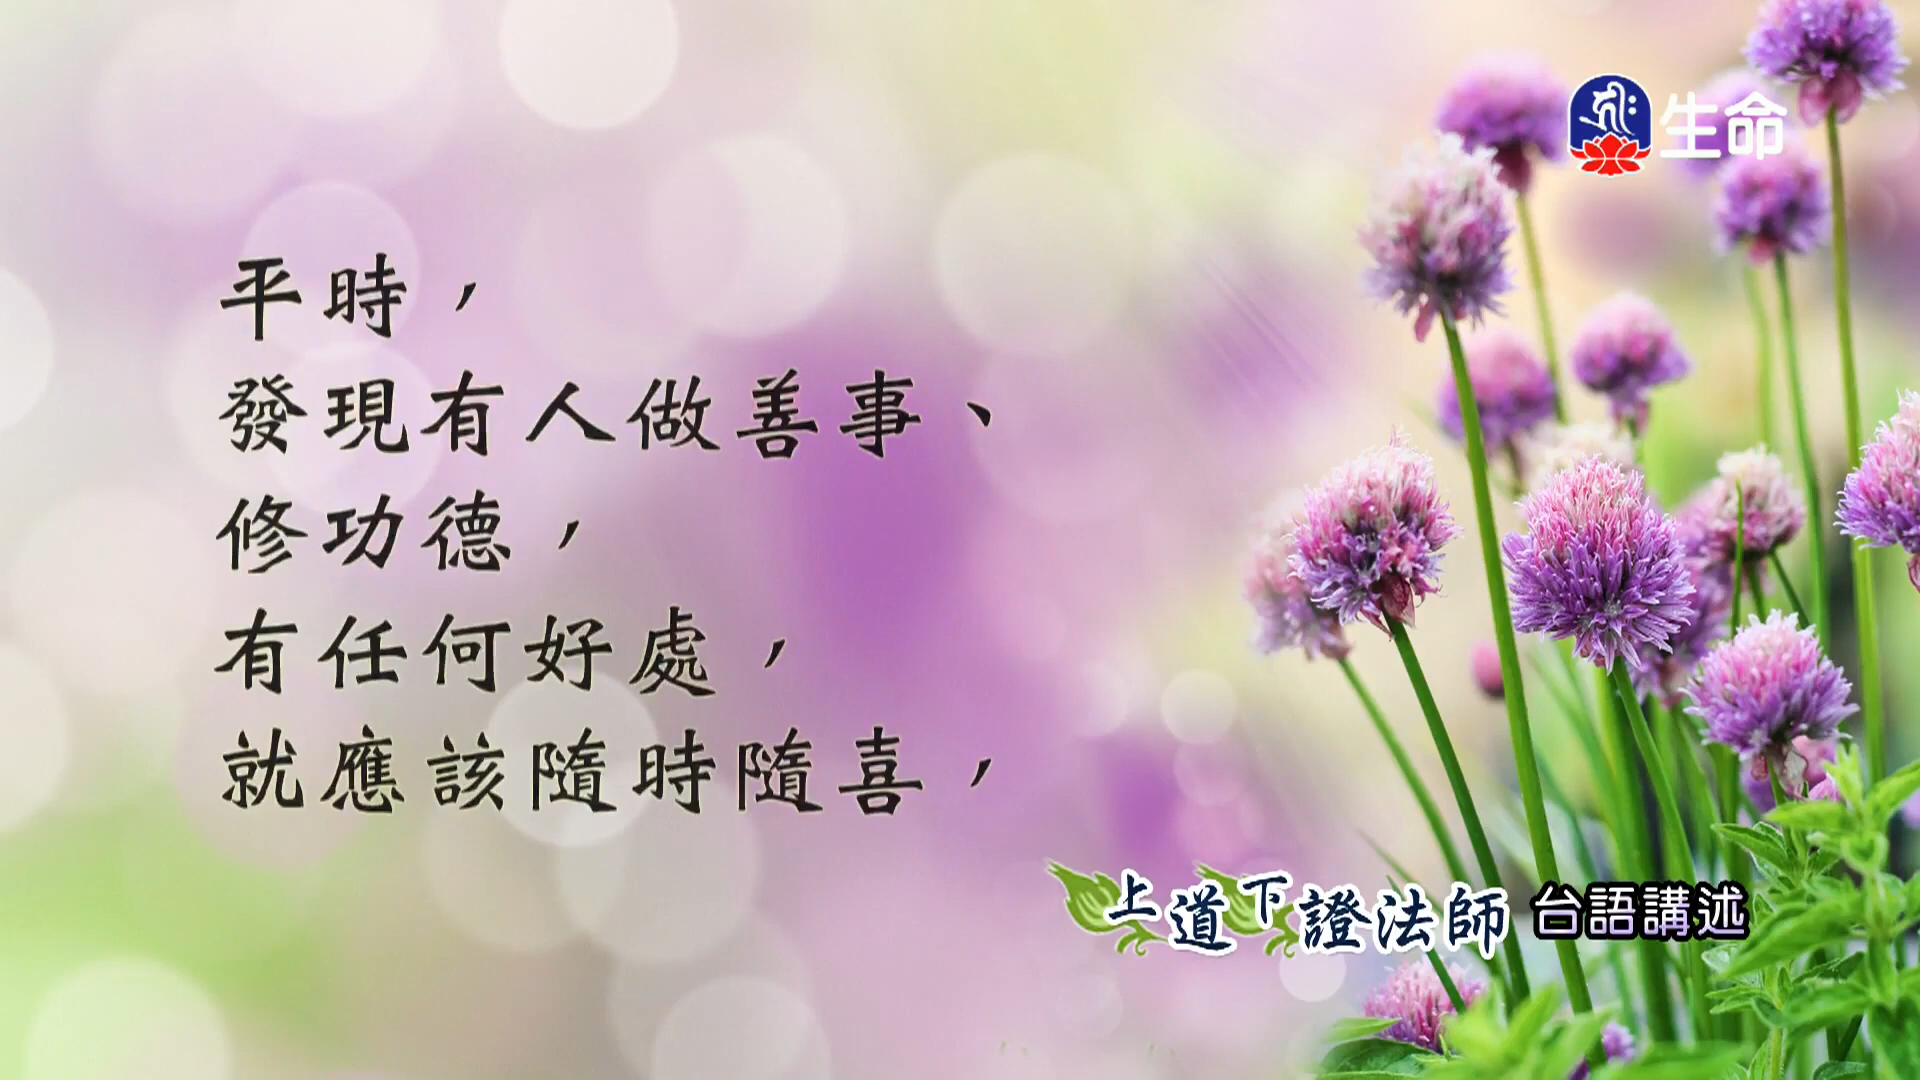 生命
平時，
發現有人做善事、
修功德，
有任何好處，
就應該隨時隨喜，
上道下證法師 台語講述